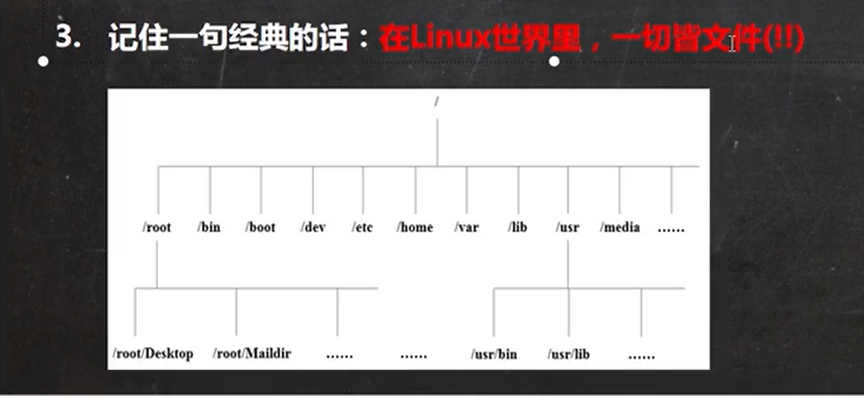 3. 记住一句经典的话：在Linux世界里，一切皆文件(!!)
/
/root /bin /boot /dev /etc /home /var /lib /usr /media ......
/root/Desktop /root/Maildir ...... ...... /usr/bin /usr/lib ......